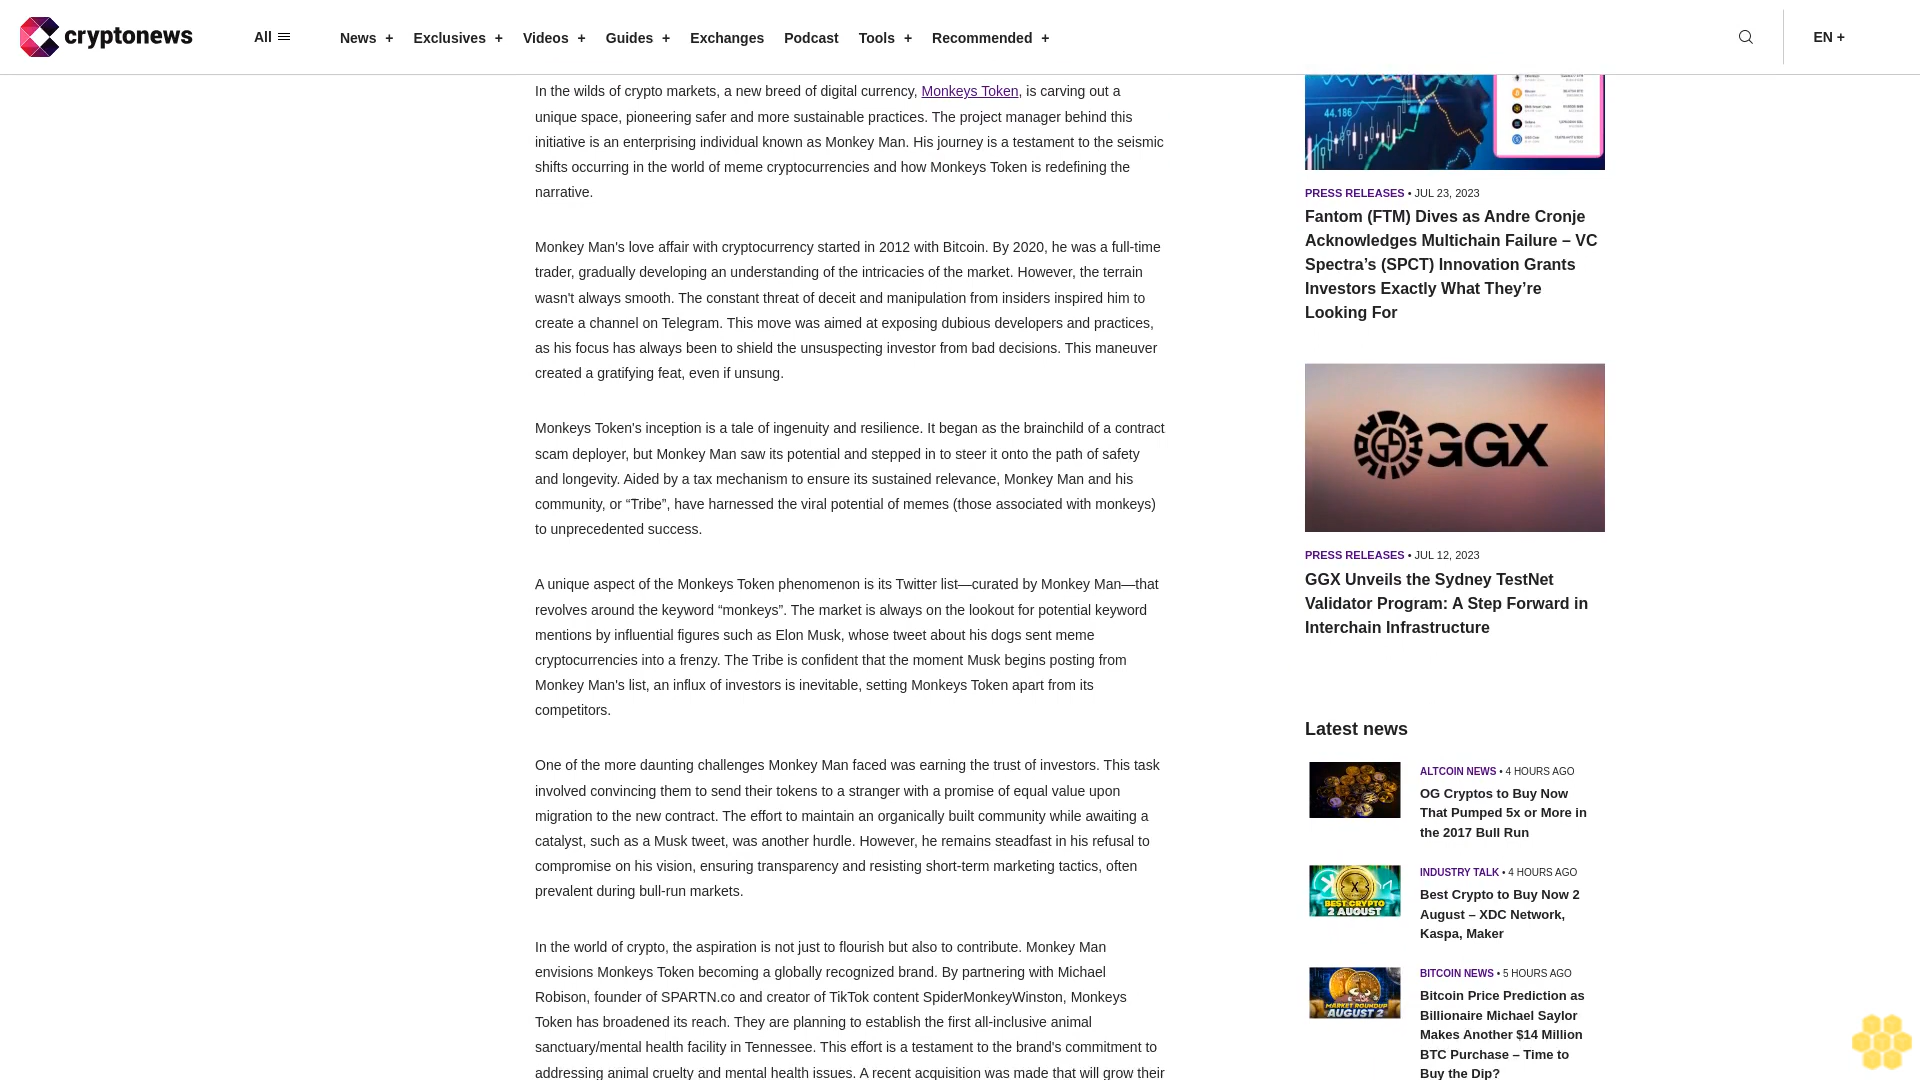 cryptonews
All
News +
Exclusives +
Videos +
Guides +
Exchanges
Podcast
Tools +
Recommended +
EN +
In the wilds of crypto markets, a new breed of digital currency, Monkeys Token, is carving out a
unique space, pioneering safer and more sustainable practices. The project manager behind this
initiative is an enterprising individual known as Monkey Man. His journey is a testament to the seismic
shifts occurring in the world of meme cryptocurrencies and how Monkeys Token is redefining the
narrative.
Monkey Man's love affair with cryptocurrency started in 2012 with Bitcoin. By 2020, he was a full-time
trader, gradually developing an understanding of the intricacies of the market. However, the terrain
wasn't always smooth. The constant threat of deceit and manipulation from insiders inspired him to
create a channel on Telegram. This move was aimed at exposing dubious developers and practices,
as his focus has always been to shield the unsuspecting investor from bad decisions. This maneuver
created a gratifying feat, even if unsung.
Monkeys Token's inception is a tale of ingenuity and resilience. It began as the brainchild of a contract
scam deployer, but Monkey Man saw its potential and stepped in to steer it onto the path of safety
and longevity. Aided by a tax mechanism to ensure its sustained relevance, Monkey Man and his
community, or “Tribe”, have harnessed the viral potential of memes (those associated with monkeys)
to unprecedented success.
A unique aspect of the Monkeys Token phenomenon is its Twitter list—curated by Monkey Man—that
revolves around the keyword “monkeys”. The market is always on the lookout for potential keyword
mentions by influential figures such as Elon Musk, whose tweet about his dogs sent meme
cryptocurrencies into a frenzy. The Tribe is confident that the moment Musk begins posting from
Monkey Man's list, an influx of investors is inevitable, setting Monkeys Token apart from its
competitors.
One of the more daunting challenges Monkey Man faced was earning the trust of investors. This task
involved convincing them to send their tokens to a stranger with a promise of equal value upon
migration to the new contract. The effort to maintain an organically built community while awaiting a
catalyst, such as a Musk tweet, was another hurdle. However, he remains steadfast in his refusal to
compromise on his vision, ensuring transparency and resisting short-term marketing tactics, often
prevalent during bull-run markets.
In the world of crypto, the aspiration is not just to flourish but also to contribute. Monkey Man
envisions Monkeys Token becoming a globally recognized brand. By partnering with Michael
Robison, founder of SPARTN.co and creator of TikTok content SpiderMonkeyWinston, Monkeys
Token has broadened its reach. They are planning to establish the first all-inclusive animal
sanctuary/mental health facility in Tennessee. This effort is a testament to the brand's commitment to
addressing animal cruelty and mental health issues. A recent acquisition was made that will grow their
44.186
PRESS RELEASES • JUL 23, 2023
Fantom (FTM) Dives as Andre Cronje
Acknowledges Multichain Failure – VC
Spectra’s (SPCT) Innovation Grants
Investors Exactly What They’re
Looking For
GGX
PRESS RELEASES • JUL 12, 2023
GGX Unveils the Sydney TestNet
Validator Program: A Step Forward in
Interchain Infrastructure
Latest news
ALTCOIN NEWS • 4 HOURS AGO
OG Cryptos to Buy Now
That Pumped 5x or More in
the 2017 Bull Run
BEST CRYPTO
2 AUGUST
INDUSTRY TALK • 4 HOURS AGO
Best Crypto to Buy Now 2
August – XDC Network,
Kaspa, Maker
MARKET ROUNDUP
AUGUST 2
BITCOIN NEWS • 5 HOURS AGO
Bitcoin Price Prediction as
Billionaire Michael Saylor
Makes Another $14 Million
BTC Purchase – Time to
Buy the Dip?